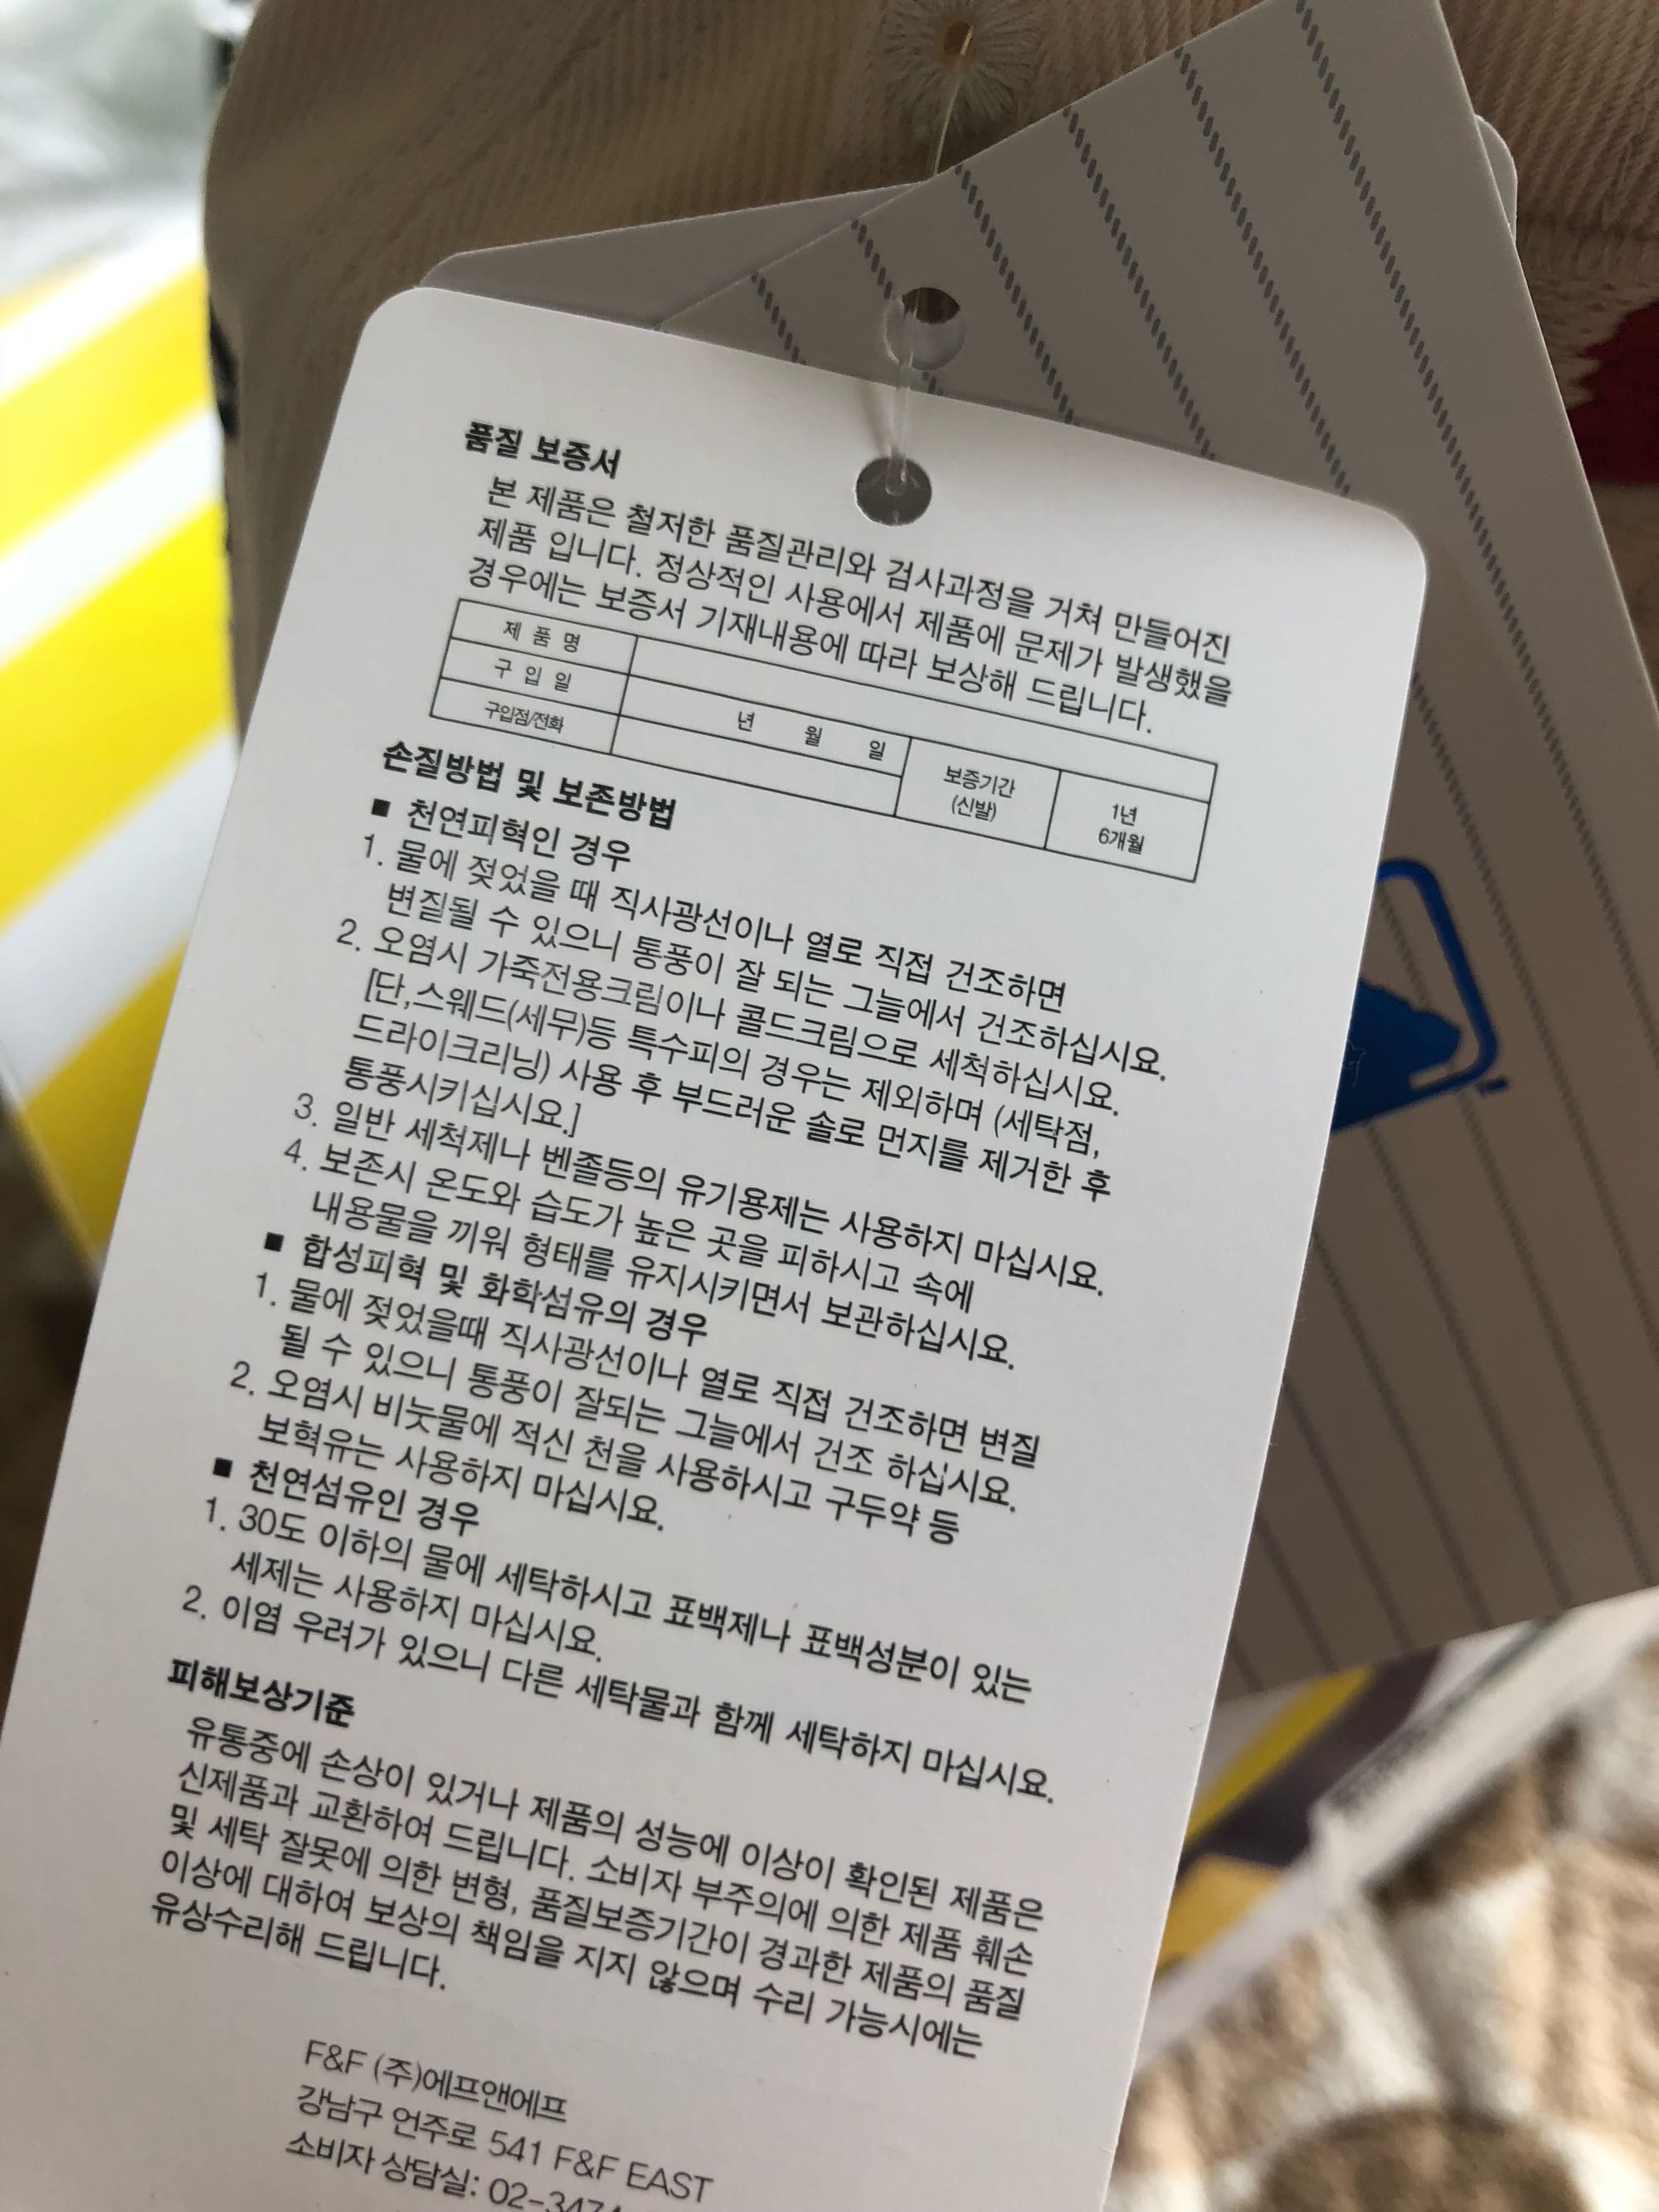 품질 보증서
본 제품은 철저한 품질관리와 검사과정을 거쳐 만들어진
제품 입니다. 정상적인 사용에서 제품에 문제가 발생했을
경우에는 보증서 기재내용에 따라 보상해 드립니다.
제 품 명
구 입 일 년 월 일
구입점/전화
보증기간 1년
(신발) 6개월
손질방법 및 보존방법
■ 천연피혁인 경우
1. 물에 젖었을 때 직사광선이나 열로 직접 건조하면
변질될 수 있으니 통풍이 잘 되는 그늘에서 건조하십시요.
2. 오염시 가죽전용크림이나 콜드크림으로 세척하십시요.
[단,스웨드(세무)등 특수피의 경우는 제외하며 (세탁점,
드라이크리닝) 사용 후 부드러운 솔로 먼지를 제거한 후
통풍시키십시요.]
3. 일반 세척제나 벤졸등의 유기용제는 사용하지 마십시요.
4. 보존시 온도와 습도가 높은 곳을 피하시고 속에
내용물을 끼워 형태를 유지시키면서 보관하십시요.
■ 합성피혁 및 화학섬유의 경우
1. 물에 젖었을때 직사광선이나 열로 직접 건조하면 변질
될 수 있으니 통풍이 잘되는 그늘에서 건조 하십시요.
2. 오염시 비눗물에 적신 천을 사용하시고 구두약 등
보혁유는 사용하지 마십시요.
■ 천연섬유인 경우
1. 30도 이하의 물에 세탁하시고 표백제나 표백성분이 있는
세제는 사용하지 마십시요.
2. 이염 우려가 있으니 다른 세탁물과 함께 세탁하지 마십시요.
피해보상기준
유통중에 손상이 있거나 제품의 성능에 이상이 확인된 제품은
신제품과 교환하여 드립니다. 소비자 부주의에 의한 제품 훼손
및 세탁 잘못에 의한 변형, 품질보증기간이 경과한 제품의 품질
이상에 대하여 보상의 책임을 지지 않으며 수리 가능시에는
유상수리해 드립니다.
F&F (주)에프앤에프
강남구 언주로 541 F&F EAST
소비자 상담실: 02-3474